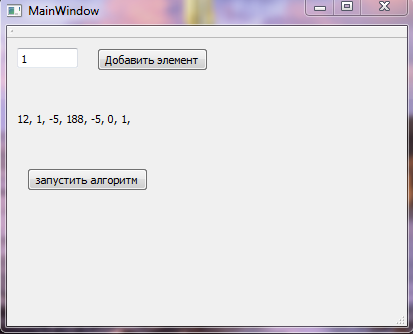 MainWindow
1 Добавить элемент
12, 1, -5, 188, -5, 0, 1,
запустить алгоритм